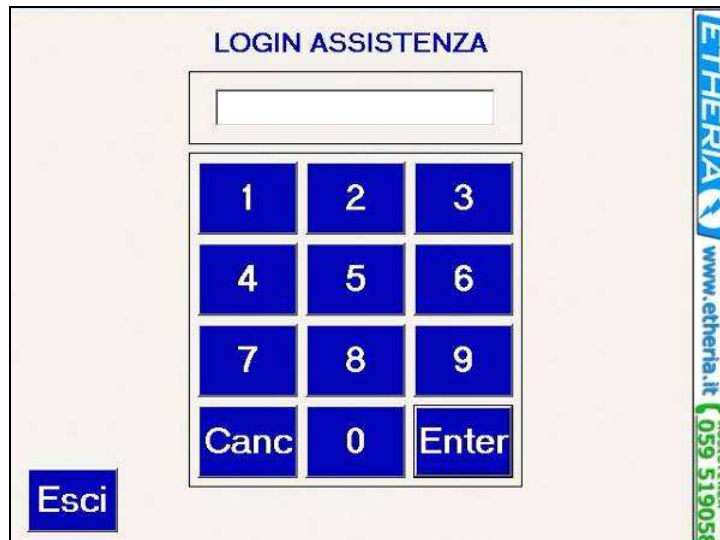 LOGIN ASSISTENZA
1 2 3
4 5 6
7 8 9
Canc 0 Enter
Esci
ETHERIA
www.etheria.it
059 519058